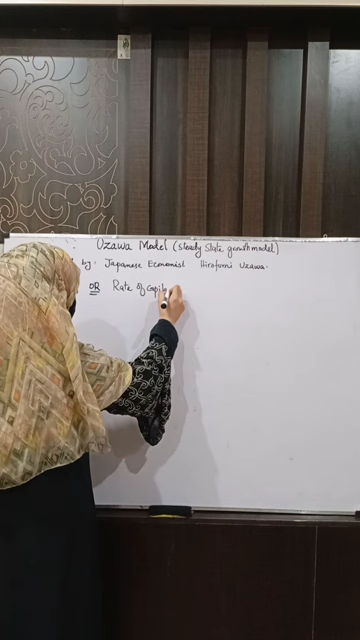 Uzawa Model (Steady State growth model)
by: Japanese Economist Hirofumi Uzawa.
OR Rate of Capit